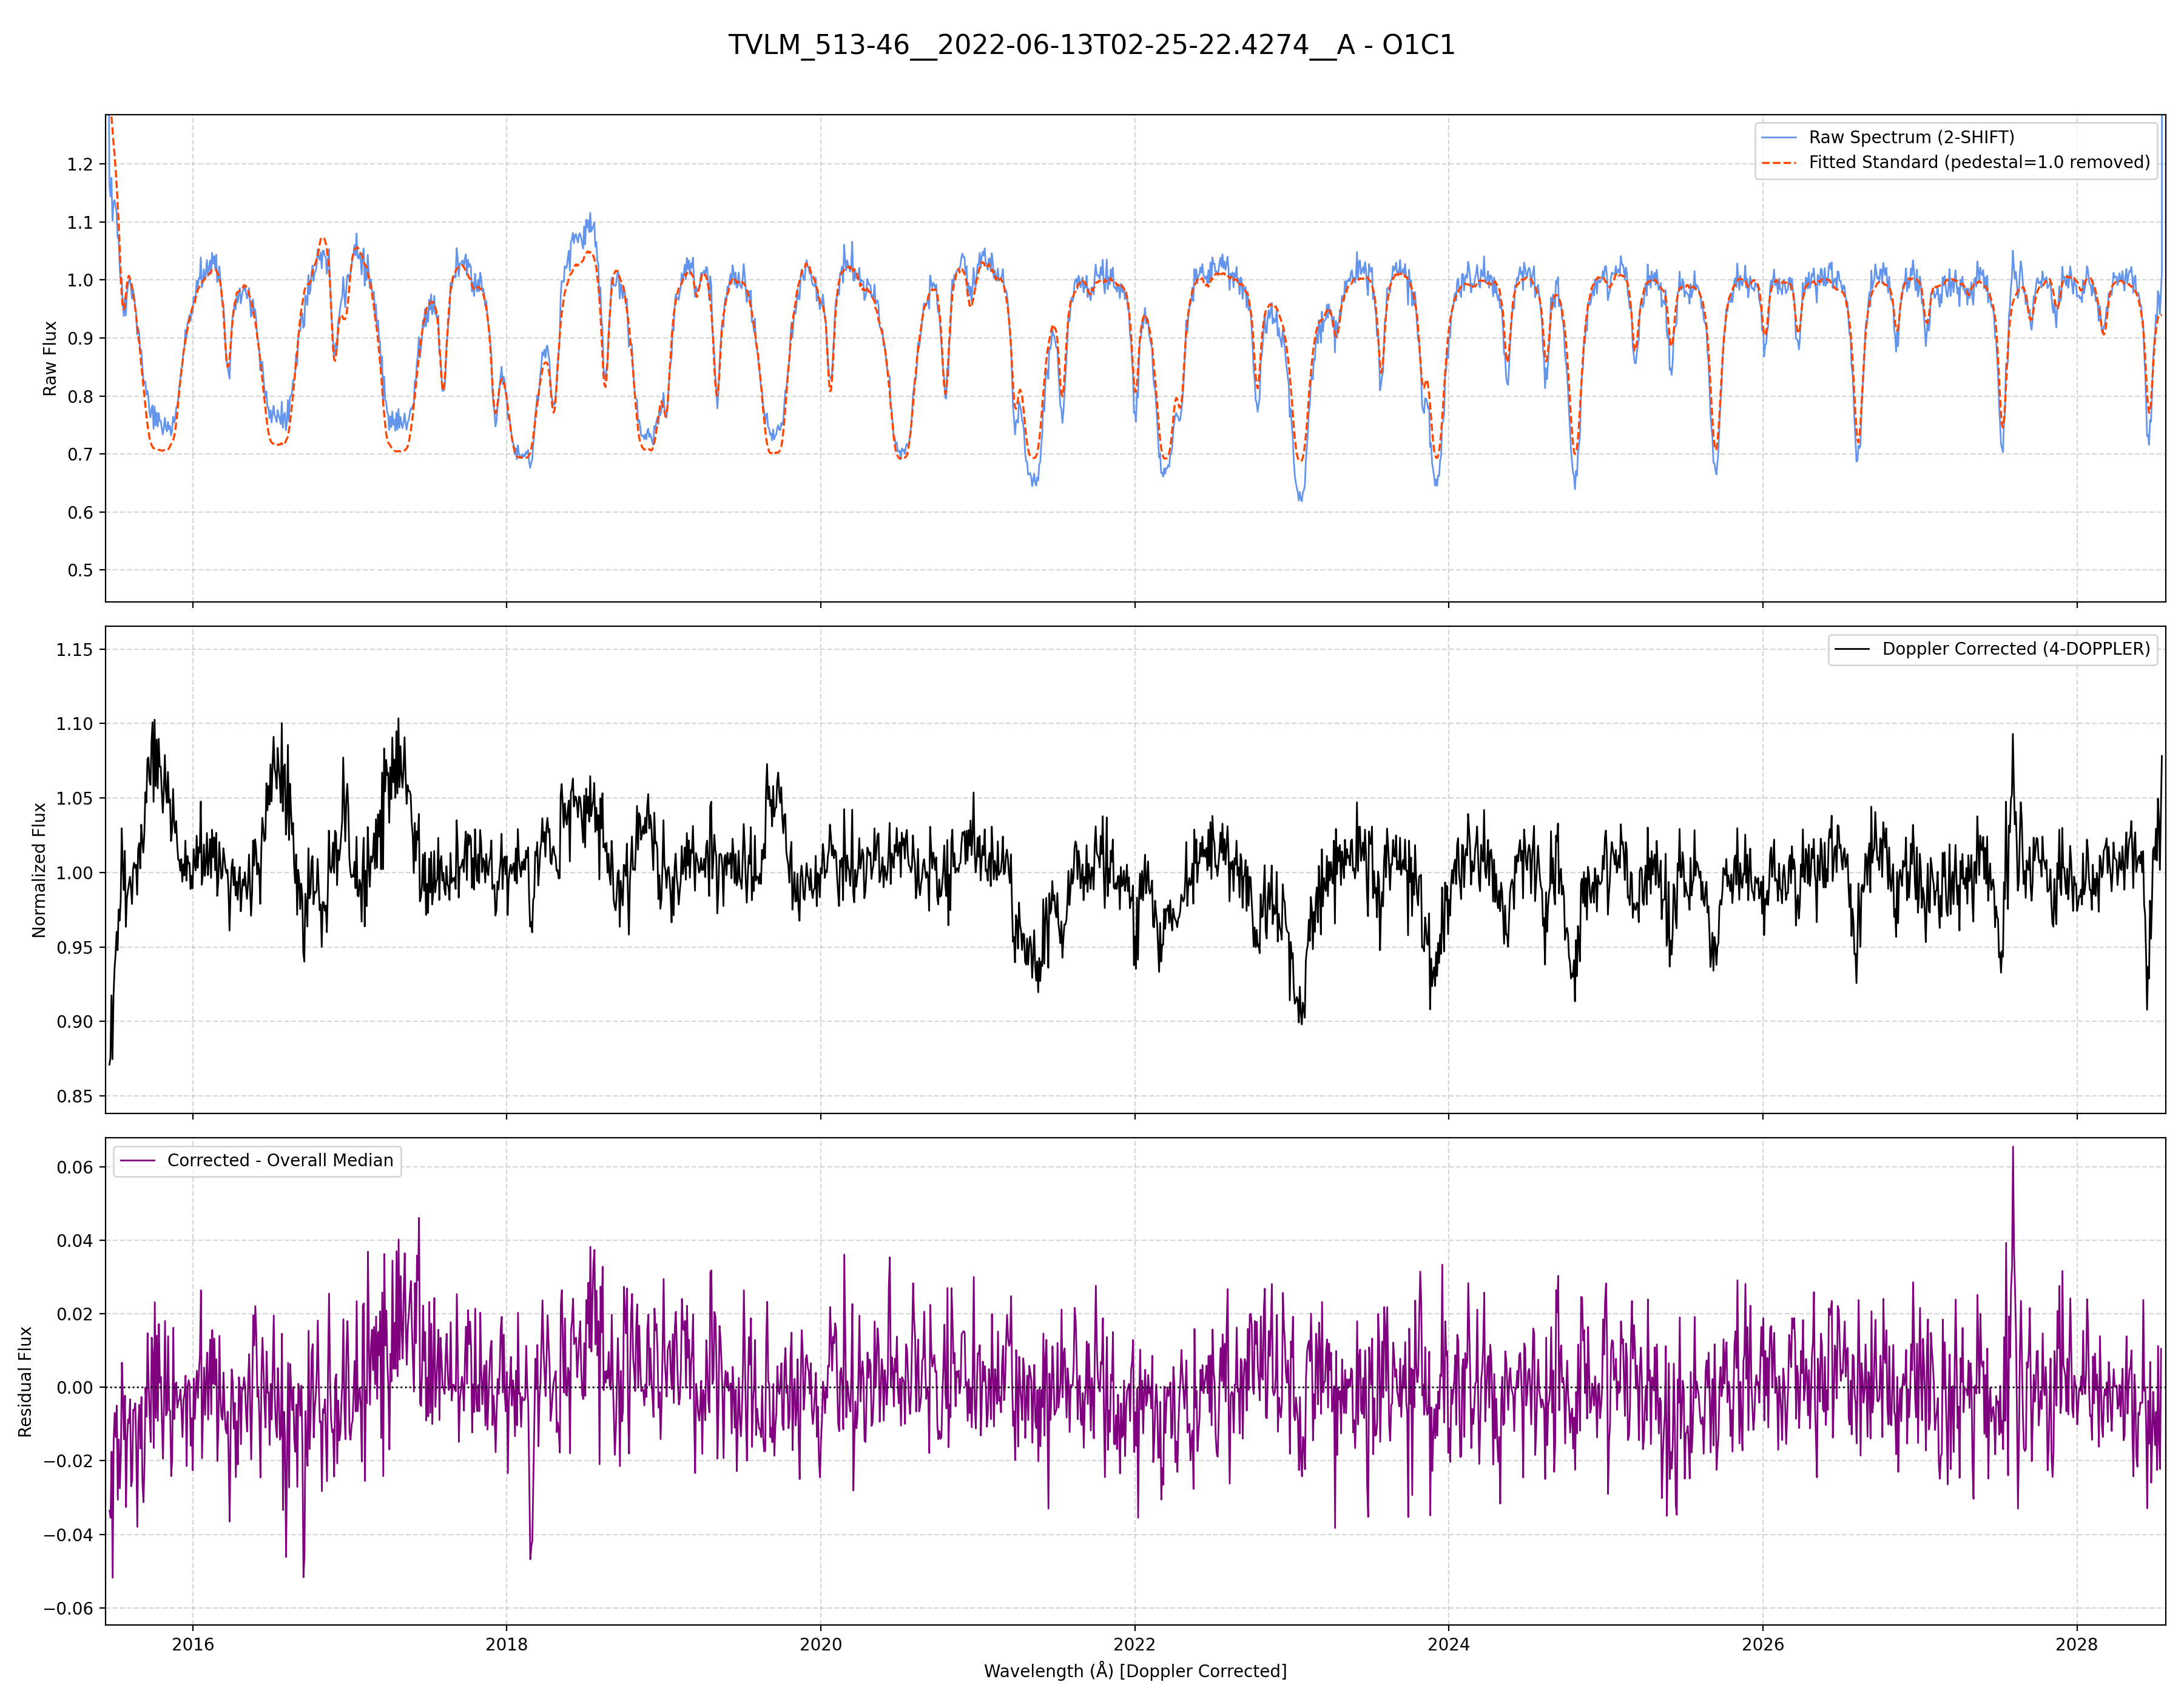 TVLM_513-46__2022-06-13T02-25-22.4274__A - O1C1
Raw Spectrum (2-SHIFT)
Fitted Standard (pedestal=1.0 removed)
1.2
1.1
1.0
0.9
0.8
0.7
0.6
0.5
Raw Flux
Doppler Corrected (4-DOPPLER)
1.15
1.10
1.05
1.00
0.95
0.90
0.85
Normalized Flux
Corrected - Overall Median
0.06
0.04
0.02
0.00
−0.02
−0.04
−0.06
Residual Flux
2016 2018 2020 2022 2024 2026 2028
Wavelength (Å) [Doppler Corrected]